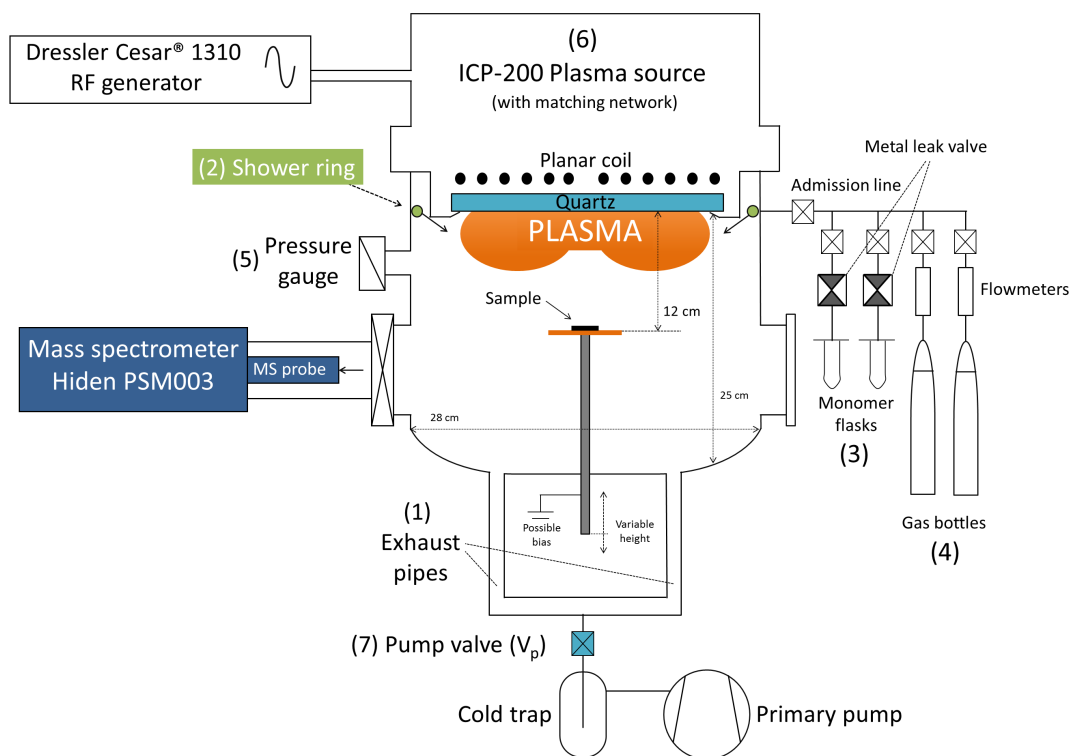 Dressler Cesar® 1310
RF generator
(6)
ICP-200 Plasma source
(with matching network)
Planar coil
Metal leak valve
(2) Shower ring
Admission line
Quartz
PLASMA
(5)
Pressure
gauge
Sample
12 cm
Flowmeters
Mass spectrometer
Hiden PSM003
MS probe
28 cm
25 cm
Monomer
flasks
(3)
(1)
Exhaust
pipes
Possible
bias
Variable
height
Gas bottles
(4)
(7) Pump valve (Vp)
Cold trap
Primary pump